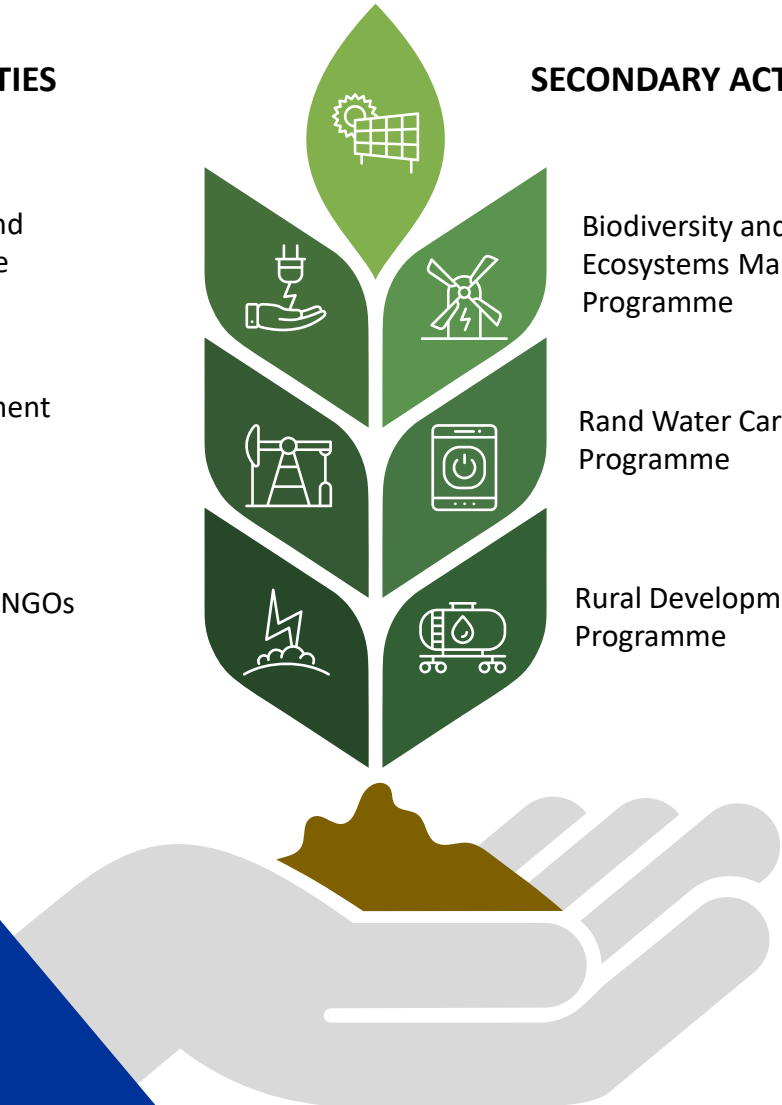 TIES
nd
e
ment
NGOs
SECONDARY ACT
Biodiversity and
Ecosystems Ma
Programme
Rand Water Car
Programme
Rural Developm
Programme